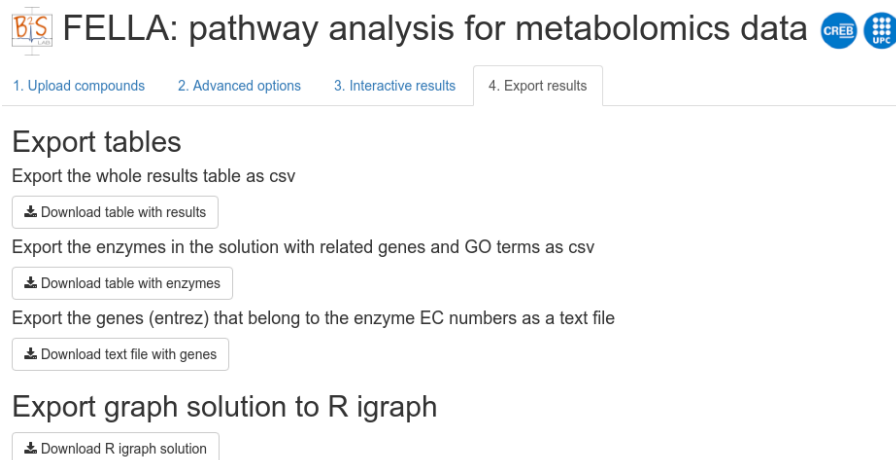 B2S LAB FELLA: pathway analysis for metabolomics data CREB UPC
1. Upload compounds 2. Advanced options 3. Interactive results 4. Export results
Export tables
Export the whole results table as csv
Download table with results
Export the enzymes in the solution with related genes and GO terms as csv
Download table with enzymes
Export the genes (entrez) that belong to the enzyme EC numbers as a text file
Download text file with genes
Export graph solution to R igraph
Download R igraph solution